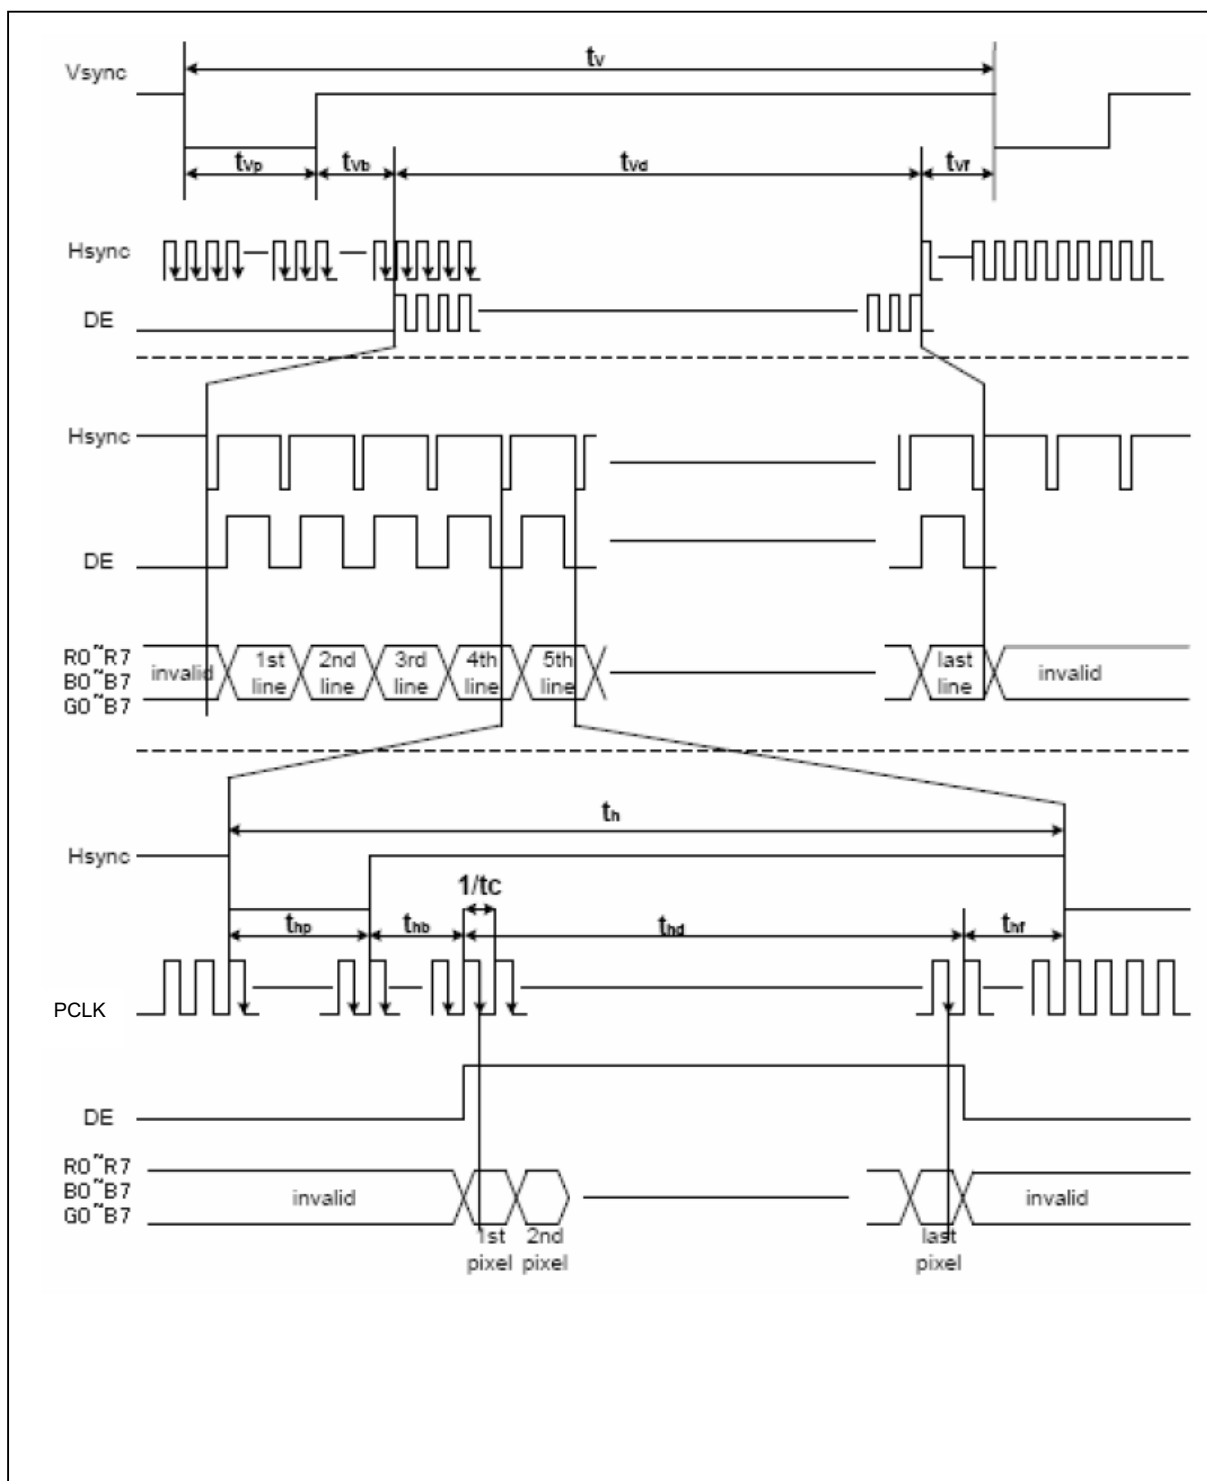 tv
Vsync
tvp
tvb
tvd
tvf
Hsync
DE
Hsync
DE
R0~R7
B0~B7
G0~B7
invalid
1st
line
2nd
line
3rd
line
4th
line
5th
line
last
line
invalid
th
Hsync
1/tc
thp
thb
thd
thf
PCLK
DE
R0~R7
B0~B7
G0~B7
invalid
invalid
1st
pixel
2nd
pixel
last
pixel